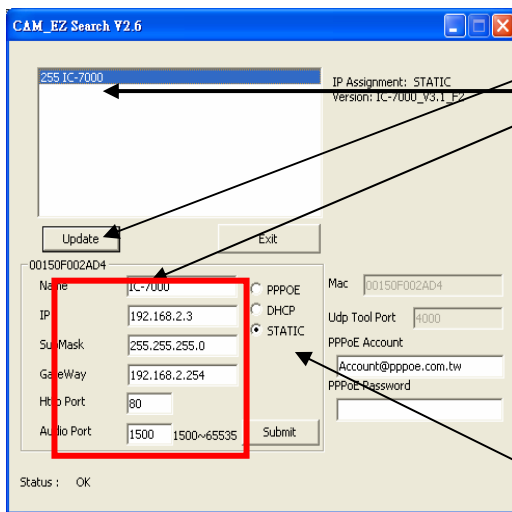 CAM_EZ Search V2.6
255 IC-7000
IP Assignment: STATIC
Version: IC-7000_V3.1_F2
Update
Exit
00150F002AD4
Name
IC-7000
PPPOE
Mac
00150F002AD4
IP
192.168.2.3
DHCP
Udp Tool Port
4000
STATIC
SubMask
255.255.255.0
PPPoE Account
Account@pppoe.com.tw
GateWay
192.168.2.254
PPPoE Password
Http Port
80
Audio Port
1500
1500~65535
Submit
Status : OK